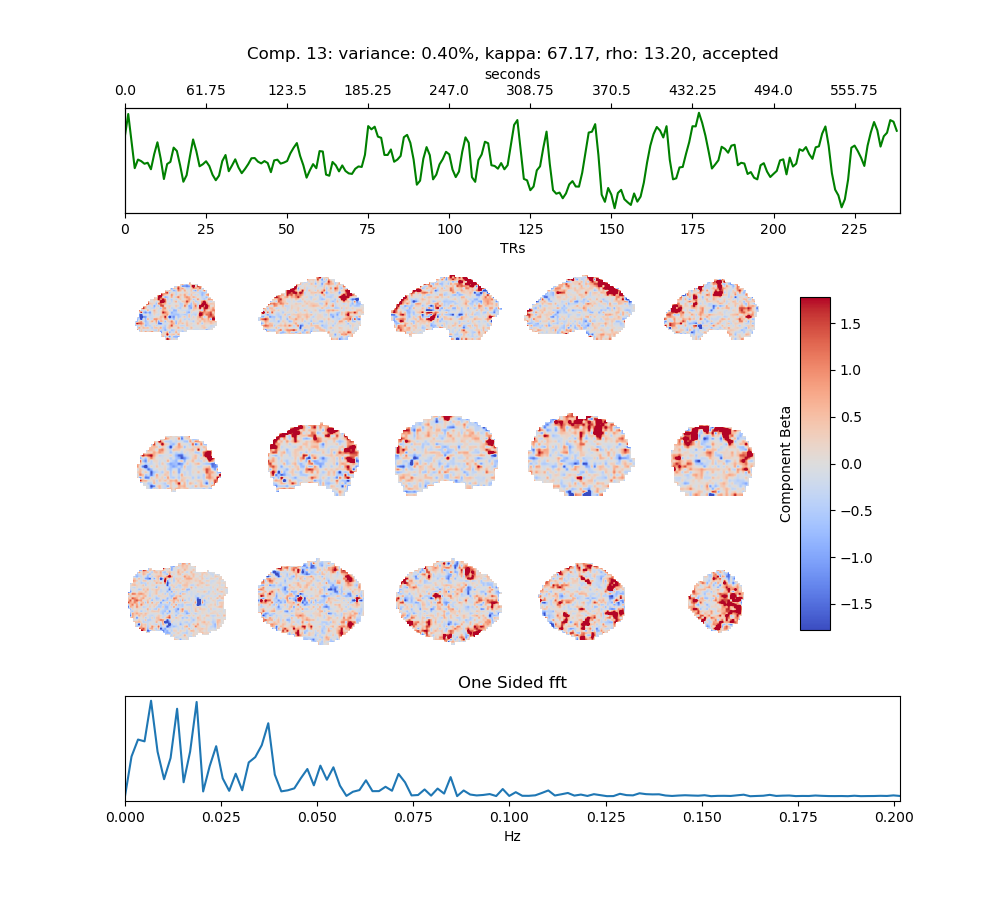 Comp. 13: variance: 0.40%, kappa: 67.17, rho: 13.20, accepted
seconds
0.0 61.75 123.5 185.25 247.0 308.75 370.5 432.25 494.0 555.75
0 25 50 75 100 125 150 175 200 225
TRs
1.5
1.0
0.5
0.0
−0.5
−1.0
−1.5
Component Beta
One Sided fft
0.000 0.025 0.050 0.075 0.100 0.125 0.150 0.175 0.200
Hz